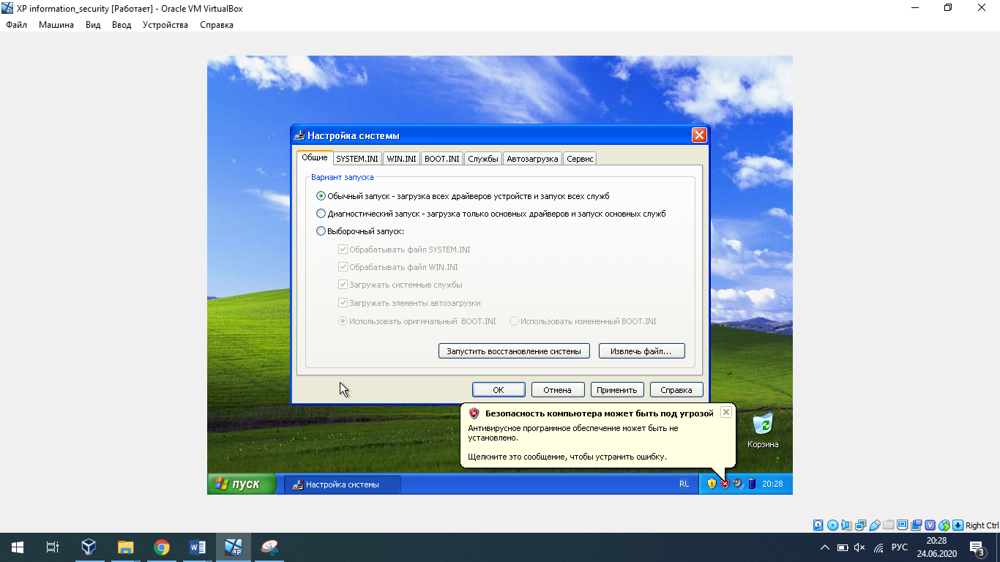 XP information_security [Работает] - Oracle VM VirtualBox
Файл Машина Вид Ввод Устройства Справка
Настройка системы
Общие SYSTEM.INI WIN.INI BOOT.INI Службы Автозагрузка Сервис
Вариант запуска
Обычный запуск - загрузка всех драйверов устройств и запуск всех служб
Диагностический запуск - загрузка только основных драйверов и запуск основных служб
Выборочный запуск:
Обрабатывать файл SYSTEM.INI
Обрабатывать файл WIN.INI
Загружать системные службы
Загружать элементы автозагрузки
Использовать оригинальный BOOT.INI Использовать измененный BOOT.INI
Запустить восстановление системы Извлечь файл...
ОК Отмена Применить Справка
Безопасность компьютера может быть под угрозой
Антивирусное программное обеспечение может быть не
установлено.
Щелкните это сообщение, чтобы устранить ошибку.
Корзина
пуск Настройка системы RL 20:28
Right Ctrl
xp
W
РУС
20:28
24.06.2020
3